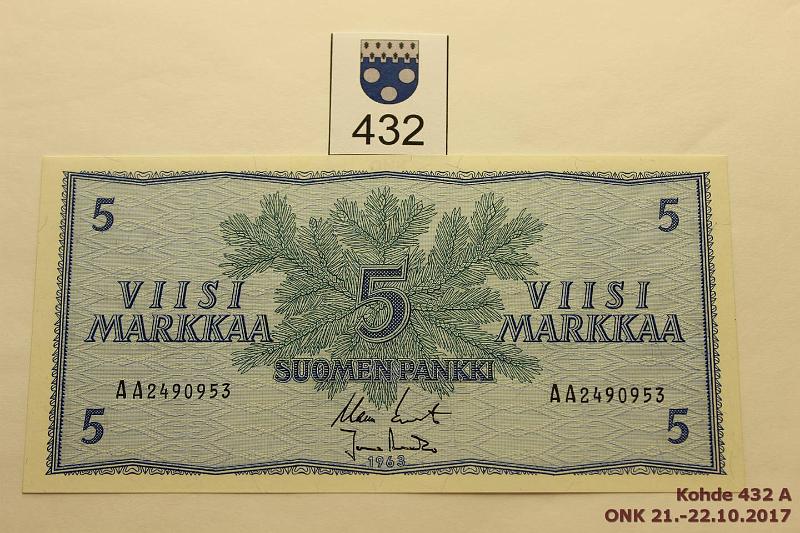 432
5 5
VIISI VIISI
MARKKAA 5 MARKKAA
SUOMEN PANKKI
AA2490953 AA2490953
5 5
1963
Kohde 432 A
ONK 21.-22.10.2017